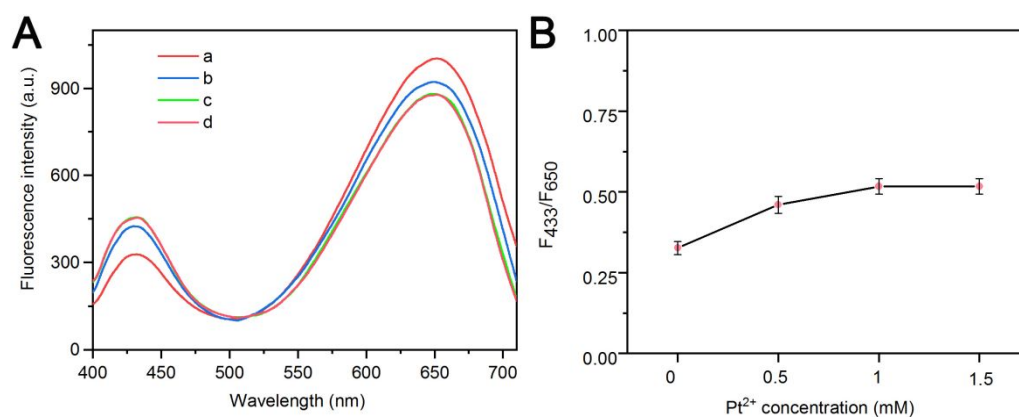 A
a
b
c
d
Fluorescence intensity (a.u.)
900
600
300
0
400 450 500 550 600 650 700
Wavelength (nm)
B
F433/F650
1.00
0.75
0.50
0.25
0.00
0 0.5 1 1.5
Pt²⁺ concentration (mM)